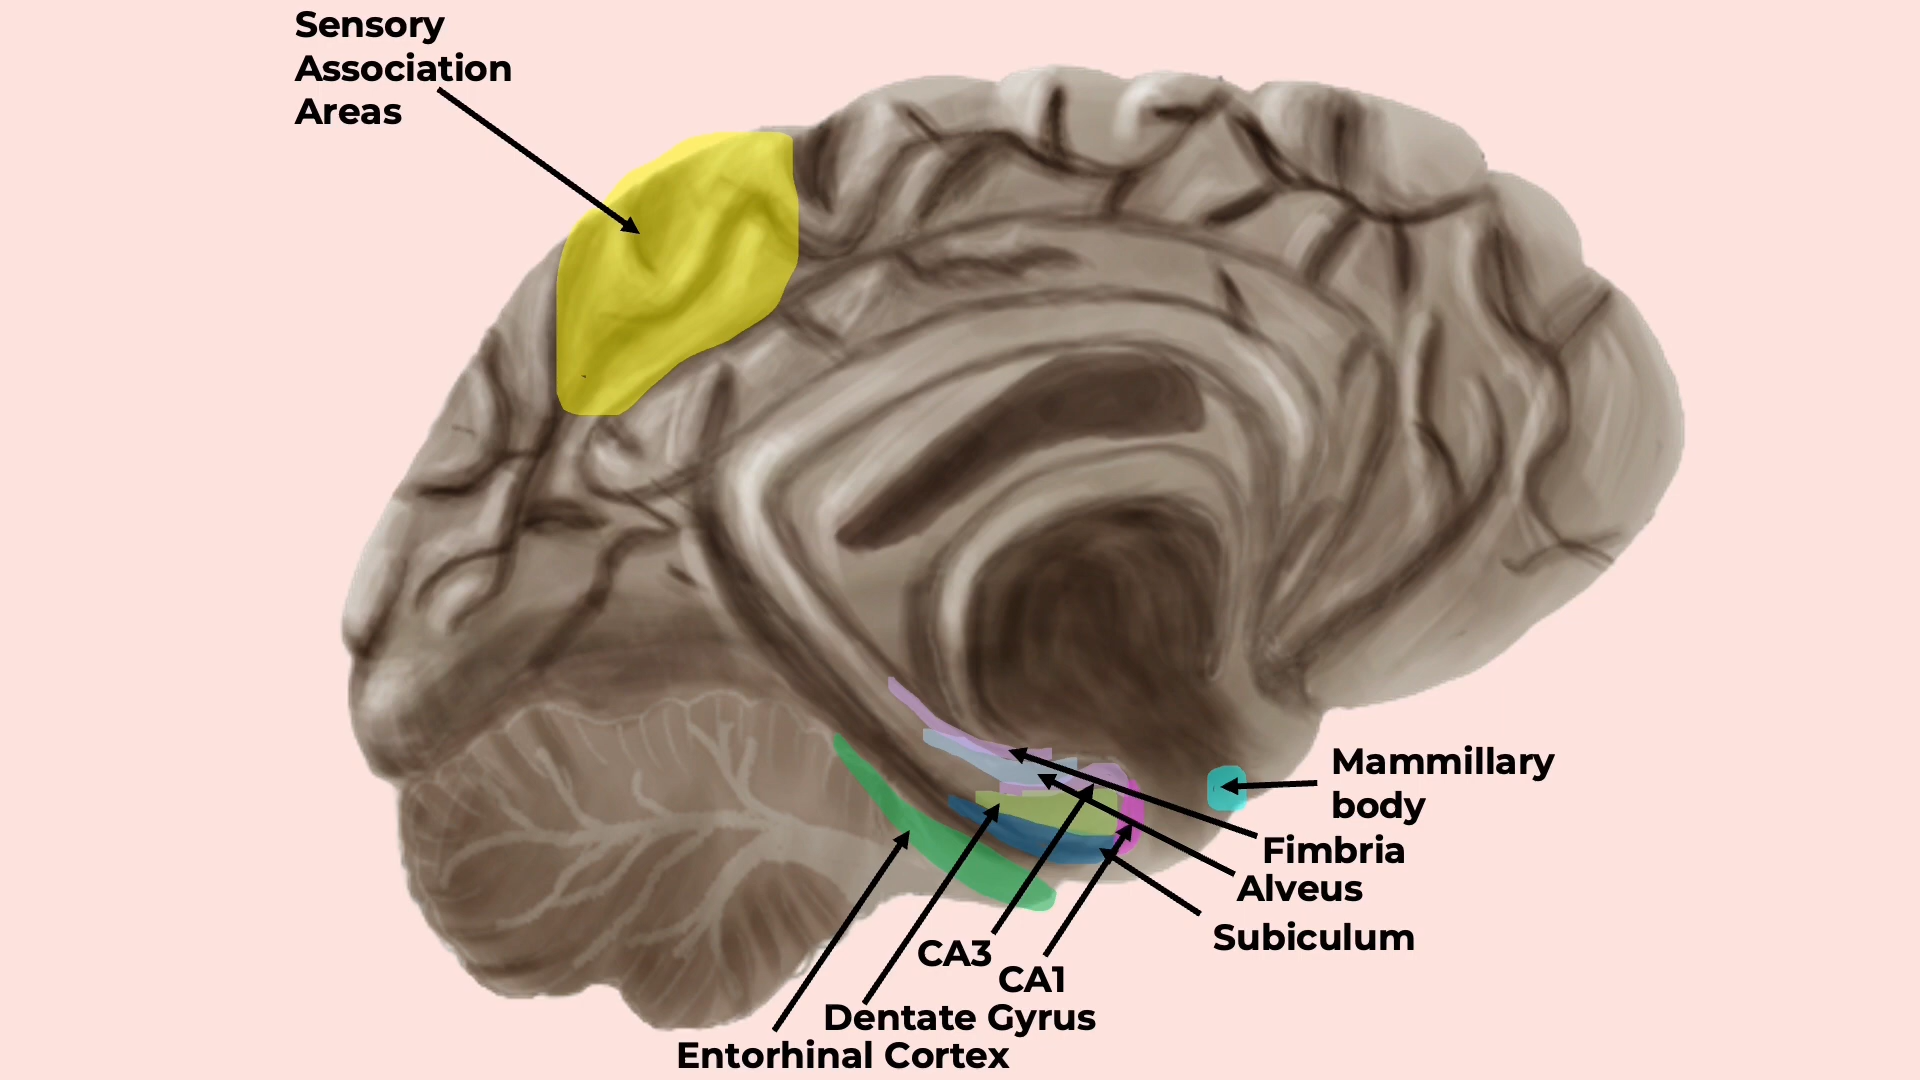 Sensory
Association
Areas
Mammillary
body
Fimbria
Alveus
Subiculum
CA3
CA1
Dentate Gyrus
Entorhinal Cortex